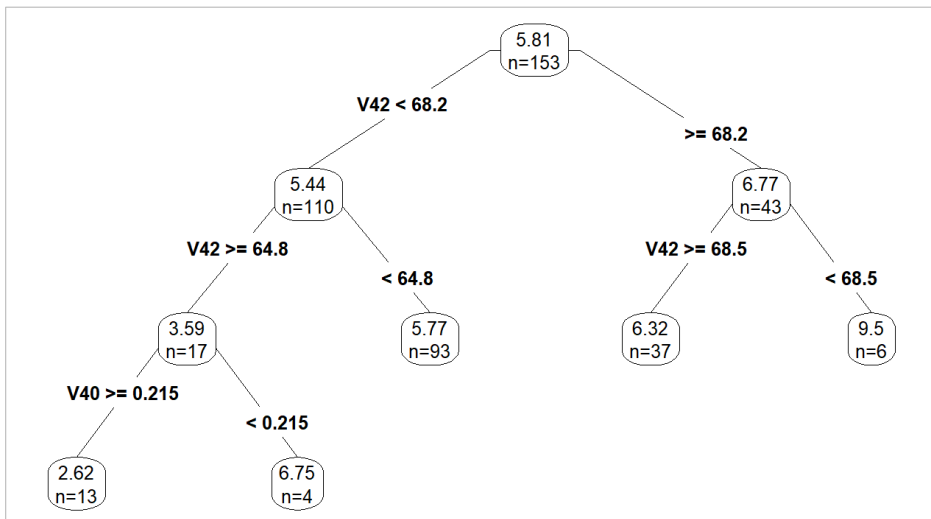 5.81
n=153
V42 < 68.2
>= 68.2
5.44
n=110
6.77
n=43
V42 >= 64.8
< 64.8
V42 >= 68.5
< 68.5
3.59
n=17
5.77
n=93
6.32
n=37
9.5
n=6
V40 >= 0.215
< 0.215
2.62
n=13
6.75
n=4